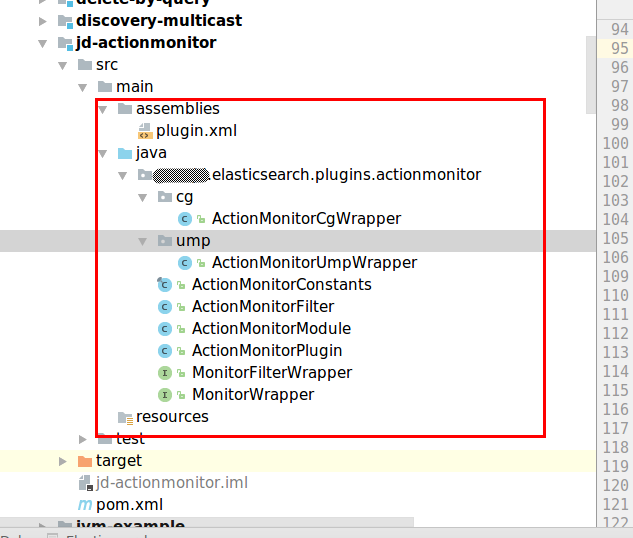 delete-by-query
discovery-multicast
jd-actionmonitor
src
main
assemblies
plugin.xml
java
.elasticsearch.plugins.actionmonitor
cg
ActionMonitorCgWrapper
ump
ActionMonitorUmpWrapper
ActionMonitorConstants
ActionMonitorFilter
ActionMonitorModule
ActionMonitorPlugin
MonitorFilterWrapper
MonitorWrapper
resources
test
target
jd-actionmonitor.iml
pom.xml
jvm-example
94
95
96
97
98
99
100
101
102
103
104
105
106
109
110
111
112
113
114
115
116
117
118
119
120
121
122